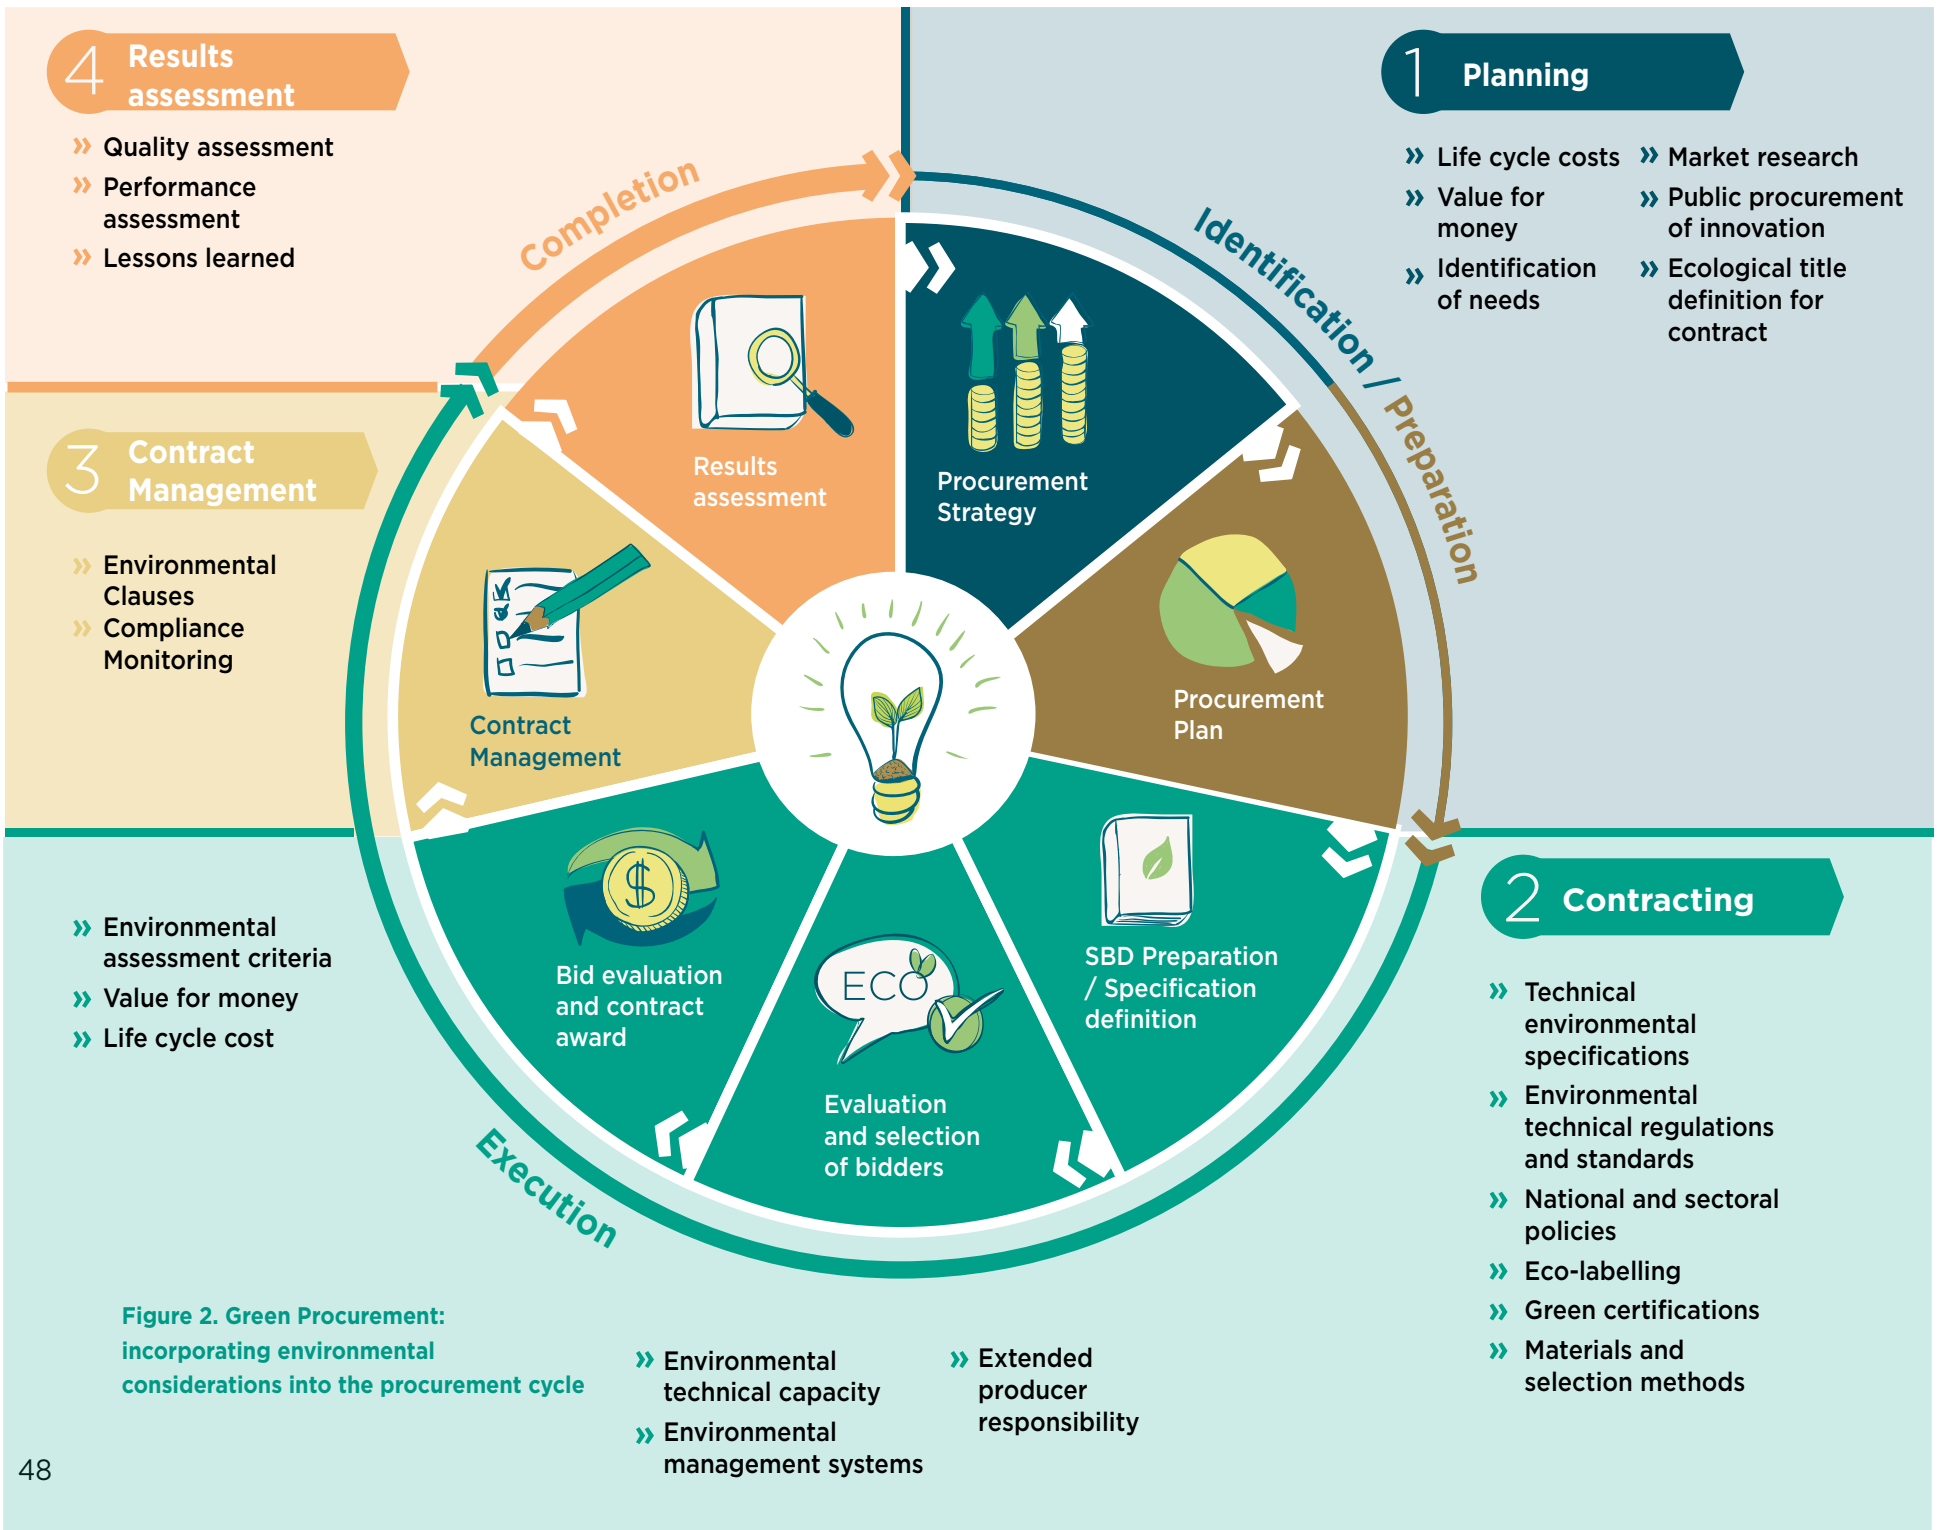 4
Results
assessment
Quality assessment
Performance
assessment
Lessons learned
1
Planning
Life cycle costs
Value for
money
Identification
of needs
Market research
Public procurement
of innovation
Ecological title
definition for
contract
Completion
Identification / Preparation
Execution
Results
assessment
Procurement
Strategy
Procurement
Plan
SBD Preparation
/ Specification
definition
ECO
Evaluation
and selection
of bidders
$
Bid evaluation
and contract
award
Contract
Management
3
Contract
Management
Environmental
Clauses
Compliance
Monitoring
2
Contracting
Technical
environmental
specifications
Environmental
technical regulations
and standards
National and sectoral
policies
Eco-labelling
Green certifications
Materials and
selection methods
Environmental
assessment criteria
Value for money
Life cycle cost
Environmental
technical capacity
Environmental
management systems
Extended
producer
responsibility
Figure 2. Green Procurement:
incorporating environmental
considerations into the procurement cycle
48